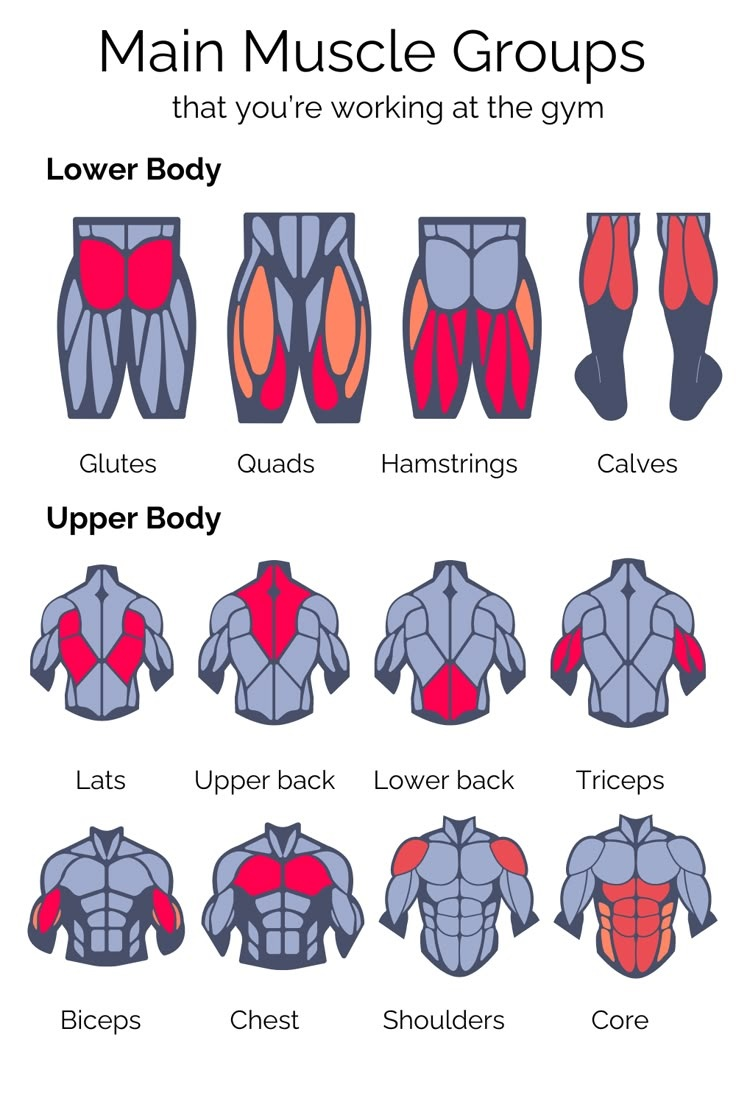 Main Muscle Groups
that you’re working at the gym
Lower Body
Glutes
Quads
Hamstrings
Calves
Upper Body
Lats
Upper back
Lower back
Triceps
Biceps
Chest
Shoulders
Core